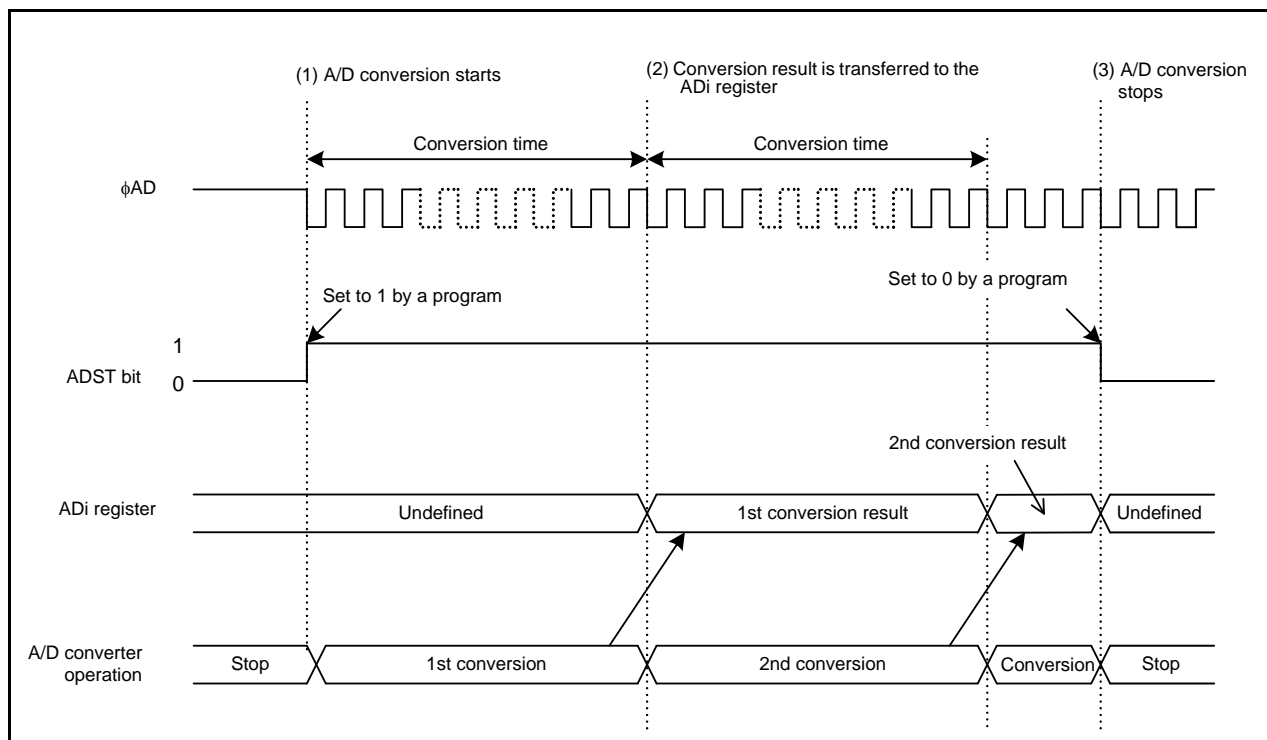 (1) A/D conversion starts
(2) Conversion result is transferred to the
ADi register
(3) A/D conversion
stops
Conversion time
Conversion time
ϕAD
Set to 1 by a program
Set to 0 by a program
1
ADST bit
0
2nd conversion result
ADi register
Undefined
1st conversion result
Undefined
A/D converter
operation
Stop
1st conversion
2nd conversion
Conversion
Stop